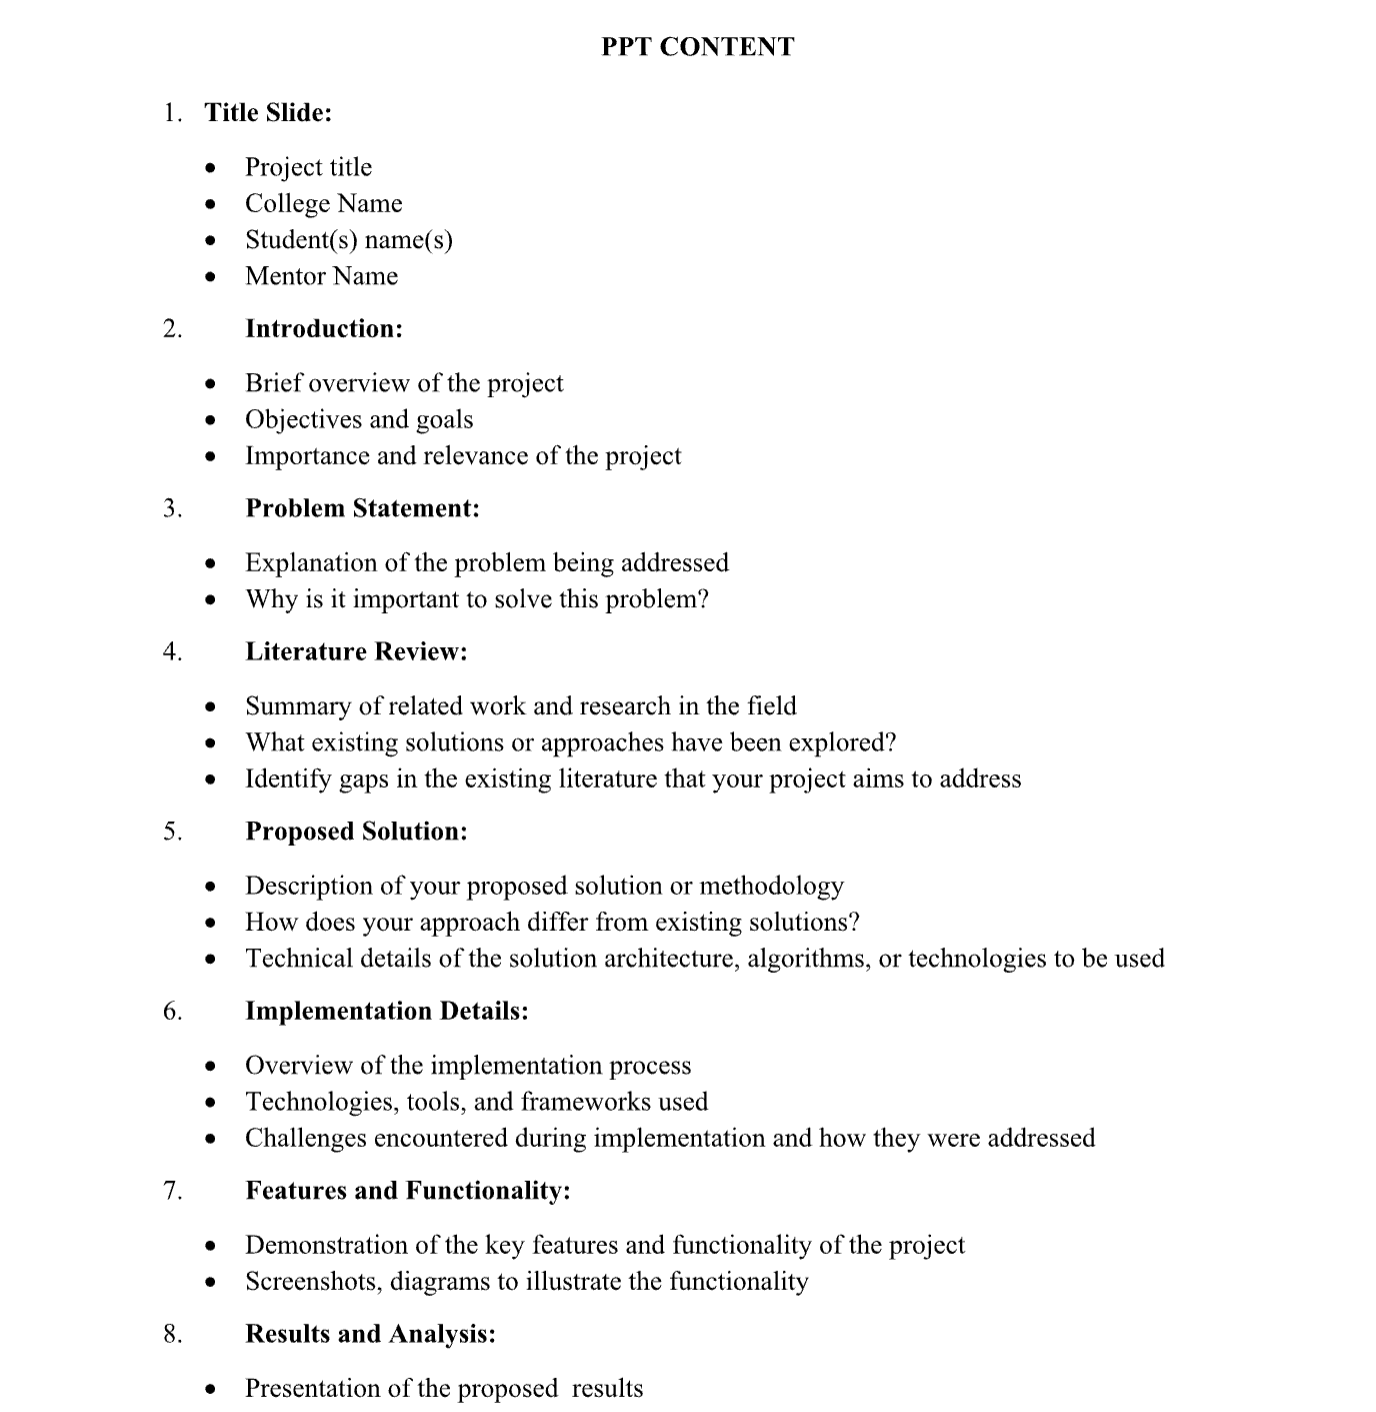 PPT CONTENT
1. Title Slide:
• Project title
• College Name
• Student(s) name(s)
• Mentor Name
2. Introduction:
• Brief overview of the project
• Objectives and goals
• Importance and relevance of the project
3. Problem Statement:
• Explanation of the problem being addressed
• Why is it important to solve this problem?
4. Literature Review:
• Summary of related work and research in the field
• What existing solutions or approaches have been explored?
• Identify gaps in the existing literature that your project aims to address
5. Proposed Solution:
• Description of your proposed solution or methodology
• How does your approach differ from existing solutions?
• Technical details of the solution architecture, algorithms, or technologies to be used
6. Implementation Details:
• Overview of the implementation process
• Technologies, tools, and frameworks used
• Challenges encountered during implementation and how they were addressed
7. Features and Functionality:
• Demonstration of the key features and functionality of the project
• Screenshots, diagrams to illustrate the functionality
8. Results and Analysis:
• Presentation of the proposed  results